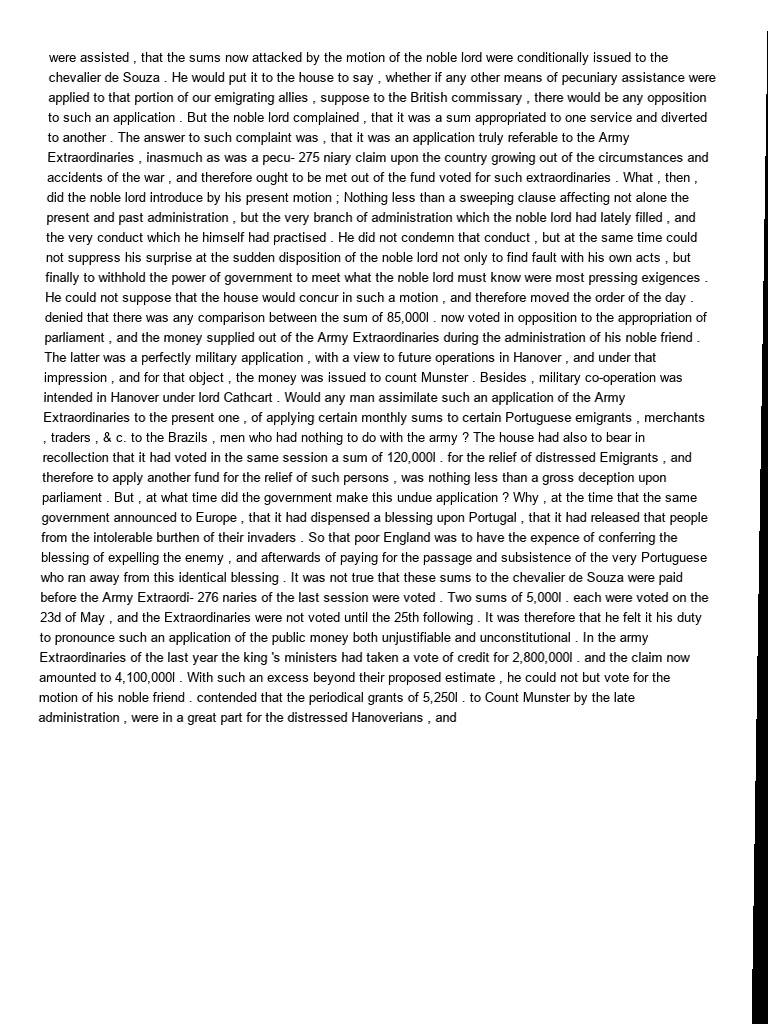 were assisted , that the sums now attacked by the motion of the noble lord were conditionally issued to the
chevalier de Souza . He would put it to the house to say , whether if any other means of pecuniary assistance were
applied to that portion of our emigrating allies , suppose to the British commissary , there would be any opposition
to such an application . But the noble lord complained , that it was a sum appropriated to one service and diverted
to another . The answer to such complaint was , that it was an application truly referable to the Army
Extraordinaries , inasmuch as was a pecu- 275 niary claim upon the country growing out of the circumstances and
accidents of the war , and therefore ought to be met out of the fund voted for such extraordinaries . What , then ,
did the noble lord introduce by his present motion ; Nothing less than a sweeping clause affecting not alone the
present and past administration , but the very branch of administration which the noble lord had lately filled , and
the very conduct which he himself had practised . He did not condemn that conduct , but at the same time could
not suppress his surprise at the sudden disposition of the noble lord not only to find fault with his own acts , but
finally to withhold the power of government to meet what the noble lord must know were most pressing exigences .
He could not suppose that the house would concur in such a motion , and therefore moved the order of the day .
denied that there was any comparison between the sum of 85,000l . now voted in opposition to the appropriation of
parliament , and the money supplied out of the Army Extraordinaries during the administration of his noble friend .
The latter was a perfectly military application , with a view to future operations in Hanover , and under that
impression , and for that object , the money was issued to count Munster . Besides , military co-operation was
intended in Hanover under lord Cathcart . Would any man assimilate such an application of the Army
Extraordinaries to the present one , of applying certain monthly sums to certain Portuguese emigrants , merchants
, traders , & c. to the Brazils , men who had nothing to do with the army ? The house had also to bear in
recollection that it had voted in the same session a sum of 120,000l . for the relief of distressed Emigrants , and
therefore to apply another fund for the relief of such persons , was nothing less than a gross deception upon
parliament . But , at what time did the government make this undue application ? Why , at the time that the same
government announced to Europe , that it had dispensed a blessing upon Portugal , that it had released that people
from the intolerable burthen of their invaders . So that poor England was to have the expence of conferring the
blessing of expelling the enemy , and afterwards of paying for the passage and subsistence of the very Portuguese
who ran away from this identical blessing . It was not true that these sums to the chevalier de Souza were paid
before the Army Extraordi- 276 naries of the last session were voted . Two sums of 5,000l . each were voted on the
23d of May , and the Extraordinaries were not voted until the 25th following . It was therefore that he felt it his duty
to pronounce such an application of the public money both unjustifiable and unconstitutional . In the army
Extraordinaries of the last year the king 's ministers had taken a vote of credit for 2,800,000l . and the claim now
amounted to 4,100,000l . With such an excess beyond their proposed estimate , he could not but vote for the
motion of his noble friend . contended that the periodical grants of 5,250l . to Count Munster by the late
administration , were in a great part for the distressed Hanoverians , and